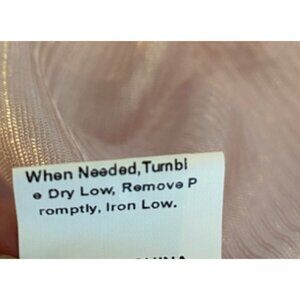 When Needed,Turnbl
e Dry Low, Remove P
romptly, Iron Low.